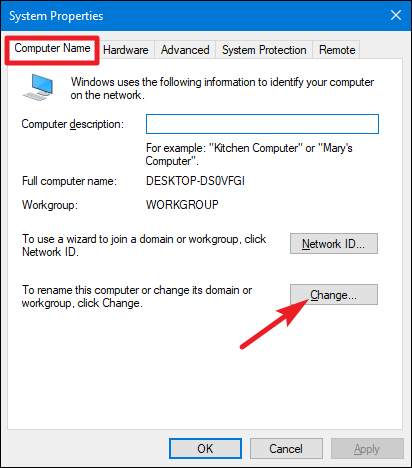 System Properties
Computer Name Hardware Advanced System Protection Remote
Windows uses the following information to identify your computer
on the network.
Computer description:
For example: "Kitchen Computer" or "Mary's
Computer".
Full computer name: DESKTOP-DS0VFGI
Workgroup: WORKGROUP
To use a wizard to join a domain or workgroup, click
Network ID.
Network ID...
To rename this computer or change its domain or
workgroup, click Change.
Change...
OK Cancel Apply